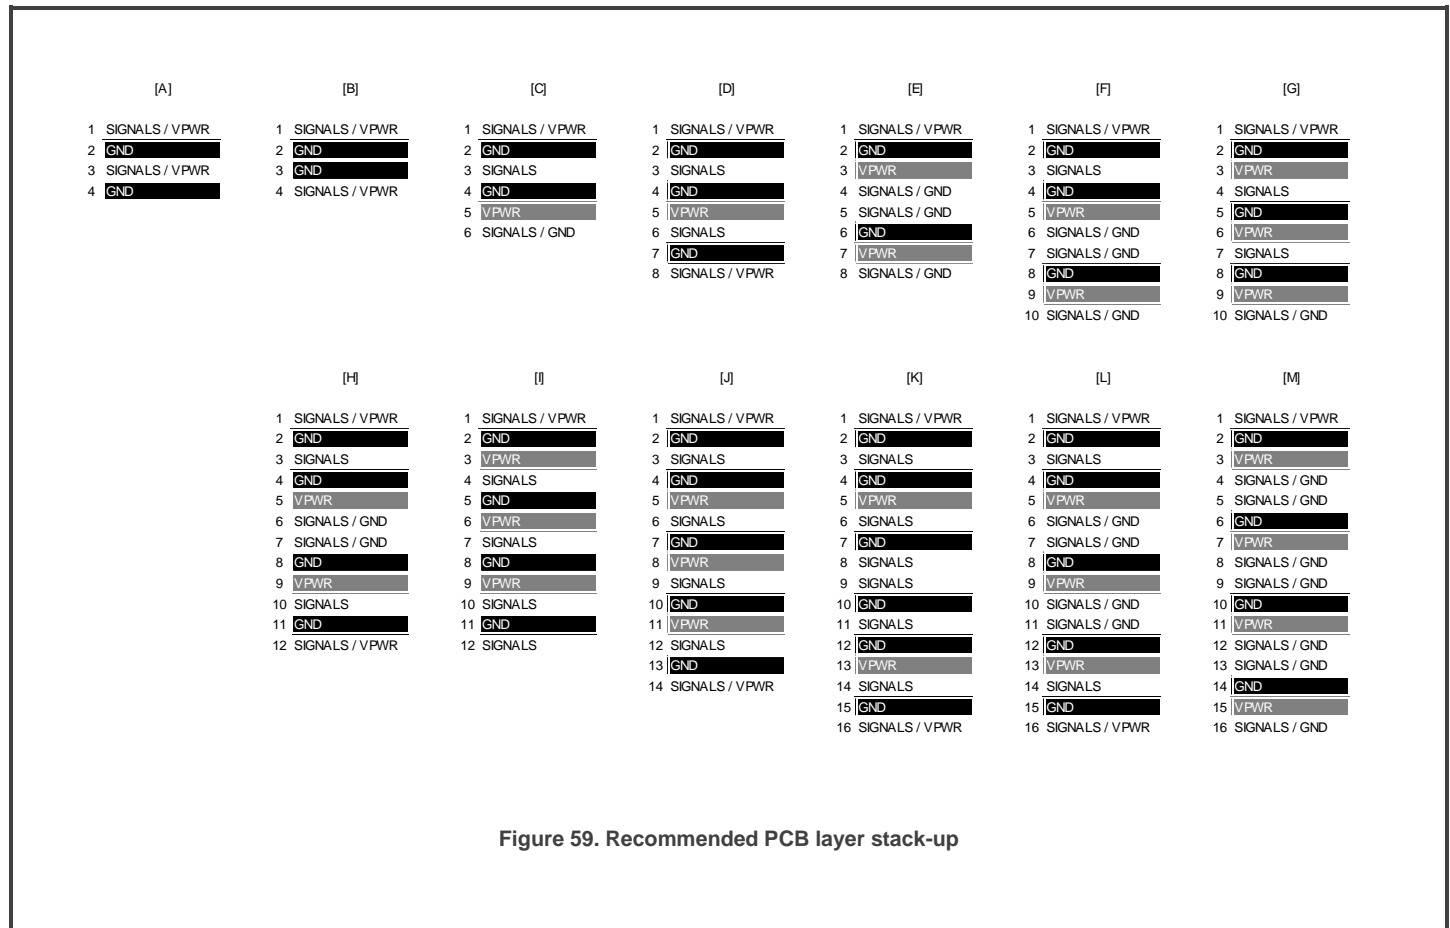 [A] [B] [C] [D] [E] [F] [G]
1 SIGNALS / VPWR 1 SIGNALS / VPWR 1 SIGNALS / VPWR 1 SIGNALS / VPWR 1 SIGNALS / VPWR 1 SIGNALS / VPWR 1 SIGNALS / VPWR
2 GND 2 GND 2 GND 2 GND 2 GND 2 GND 2 GND
3 SIGNALS / VPWR 3 GND 3 SIGNALS 3 SIGNALS 3 VPWR 3 SIGNALS 3 VPWR
4 GND 4 SIGNALS / VPWR 4 GND 4 GND 4 SIGNALS / GND 4 GND 4 SIGNALS
5 VPWR 5 VPWR 5 SIGNALS / GND 5 VPWR 5 GND
6 SIGNALS / GND 6 SIGNALS 6 GND 6 SIGNALS / GND 6 VPWR
7 GND 7 VPWR 7 SIGNALS / GND 7 SIGNALS
8 SIGNALS / VPWR 8 SIGNALS / GND 8 GND 8 GND
9 VPWR 9 VPWR
10 SIGNALS / GND 10 SIGNALS / GND
[H] [I] [J] [K] [L] [M]
1 SIGNALS / VPWR 1 SIGNALS / VPWR 1 SIGNALS / VPWR 1 SIGNALS / VPWR 1 SIGNALS / VPWR 1 SIGNALS / VPWR
2 GND 2 GND 2 GND 2 GND 2 GND 2 GND
3 SIGNALS 3 VPWR 3 SIGNALS 3 SIGNALS 3 SIGNALS 3 VPWR
4 GND 4 SIGNALS 4 GND 4 GND 4 GND 4 SIGNALS / GND
5 VPWR 5 GND 5 VPWR 5 VPWR 5 VPWR 5 SIGNALS / GND
6 SIGNALS / GND 6 VPWR 6 SIGNALS 6 SIGNALS 6 SIGNALS / GND 6 GND
7 SIGNALS / GND 7 SIGNALS 7 GND 7 GND 7 SIGNALS / GND 7 VPWR
8 GND 8 GND 8 VPWR 8 SIGNALS 8 GND 8 SIGNALS / GND
9 VPWR 9 VPWR 9 SIGNALS 9 SIGNALS 9 VPWR 9 SIGNALS / GND
10 SIGNALS 10 SIGNALS 10 GND 10 GND 10 SIGNALS / GND 10 GND
11 GND 11 GND 11 VPWR 11 SIGNALS 11 SIGNALS / GND 11 VPWR
12 SIGNALS / VPWR 12 SIGNALS 12 SIGNALS 12 GND 12 GND 12 SIGNALS / GND
13 GND 13 VPWR 13 VPWR 13 SIGNALS / GND
14 SIGNALS / VPWR 14 SIGNALS 14 SIGNALS 14 GND
15 GND 15 GND 15 VPWR
16 SIGNALS / VPWR 16 SIGNALS / VPWR 16 SIGNALS / GND
Figure 59. Recommended PCB layer stack-up